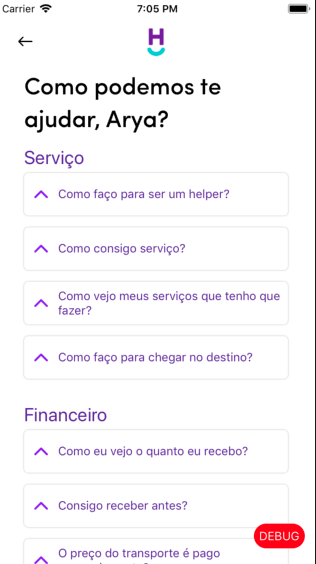 Carrier 7:05 PM
H
Como podemos te
ajudar, Arya?
Serviço
Como faço para ser um helper?
Como consigo serviço?
Como vejo meus serviços que tenho que
fazer?
Como faço para chegar no destino?
Financeiro
Como eu vejo o quanto eu recebo?
Consigo receber antes?
DEBUG
O preço do transporte é pago